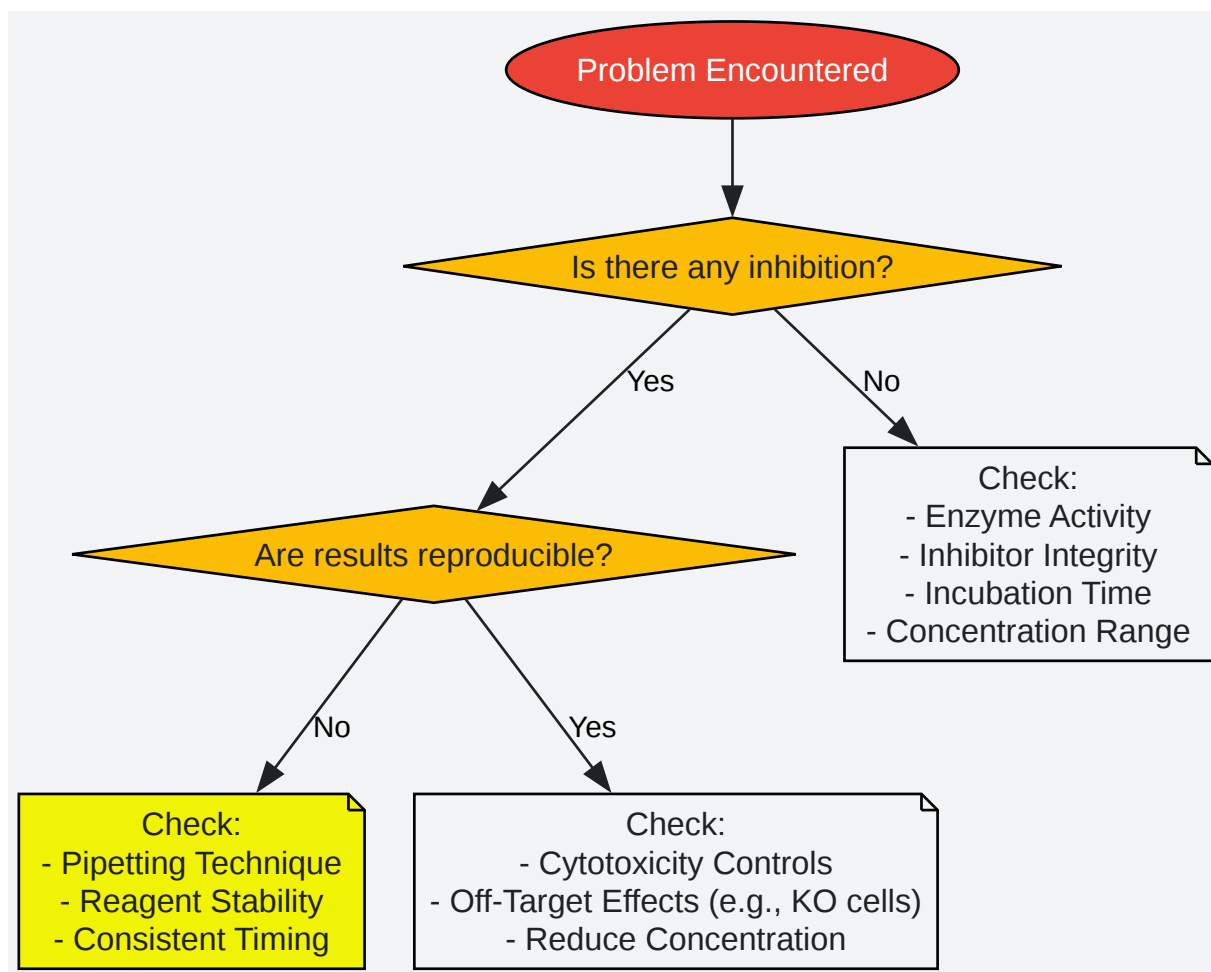 Problem Encountered
Is there any inhibition?
Yes
No
Check:
- Enzyme Activity
- Inhibitor Integrity
- Incubation Time
- Concentration Range
Are results reproducible?
No
Yes
Check:
- Pipetting Technique
- Reagent Stability
- Consistent Timing
Check:
- Cytotoxicity Controls
- Off-Target Effects (e.g., KO cells)
- Reduce Concentration